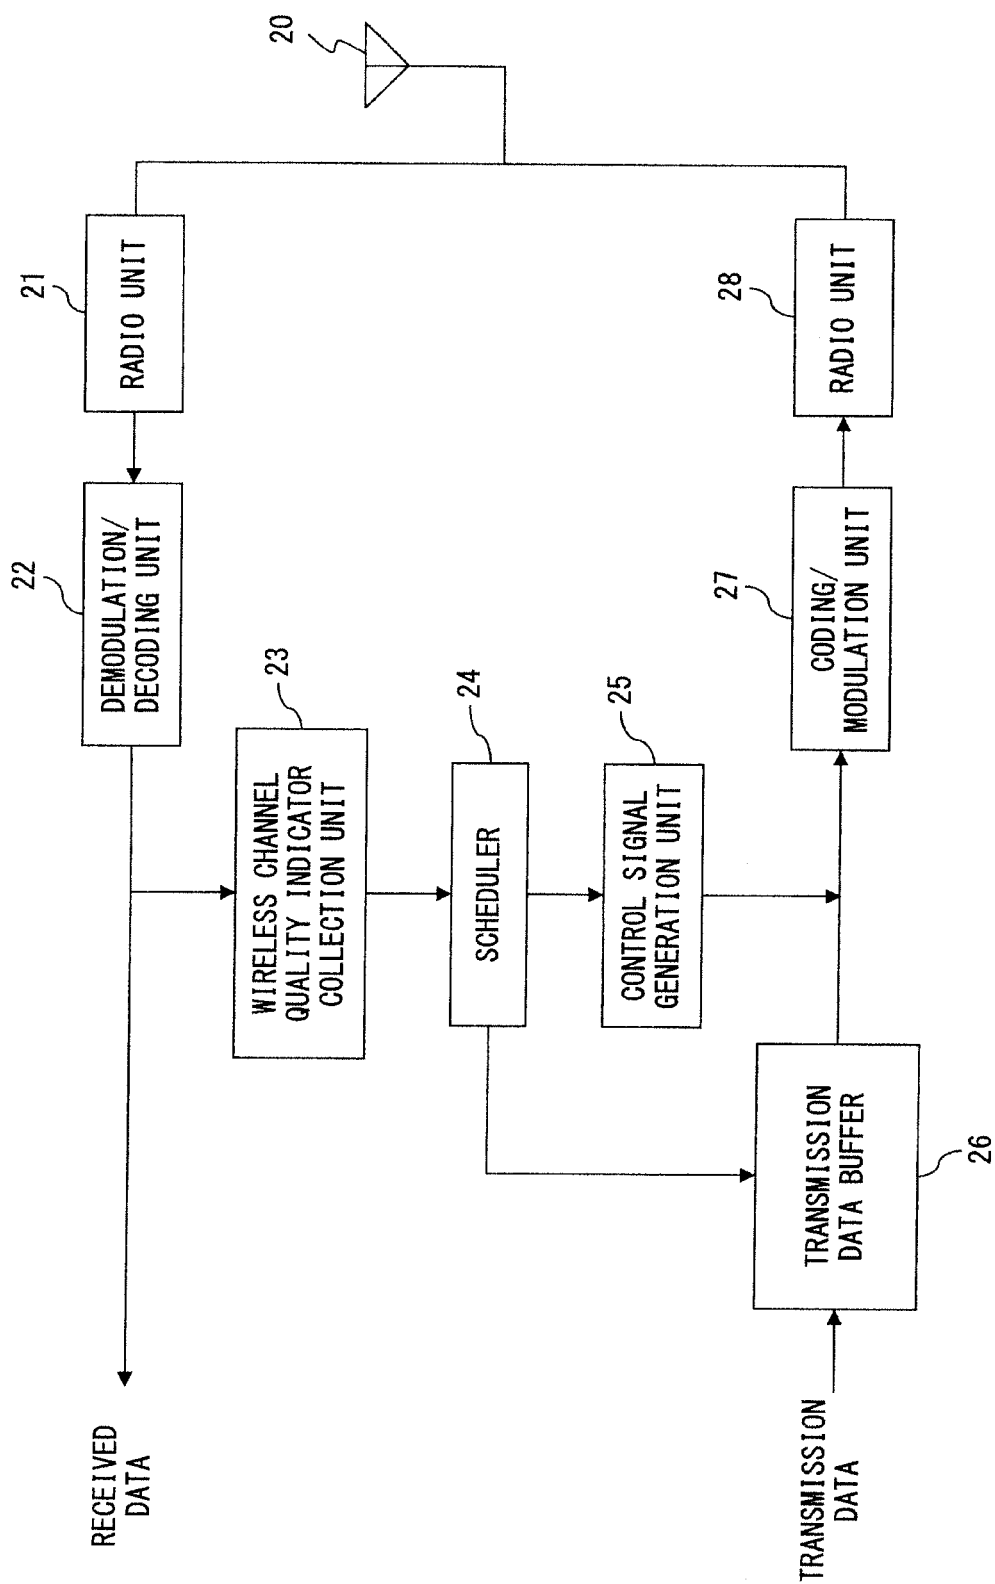 20
21
RADIO UNIT
22
DEMODULATION/
DECODING UNIT
RECEIVED
DATA
23
WIRELESS CHANNEL
QUALITY INDICATOR
COLLECTION UNIT
24
SCHEDULER
25
CONTROL SIGNAL
GENERATION UNIT
26
TRANSMISSION
DATA BUFFER
TRANSMISSION
DATA
27
CODING/
MODULATION UNIT
28
RADIO UNIT